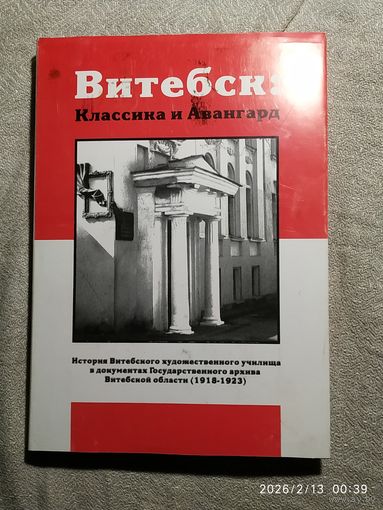 Витебск:
Классика и Авангард
История Витебского художественного училища
в документах Государственного архива
Витебской области (1918-1923)
2026/2/13 00:39